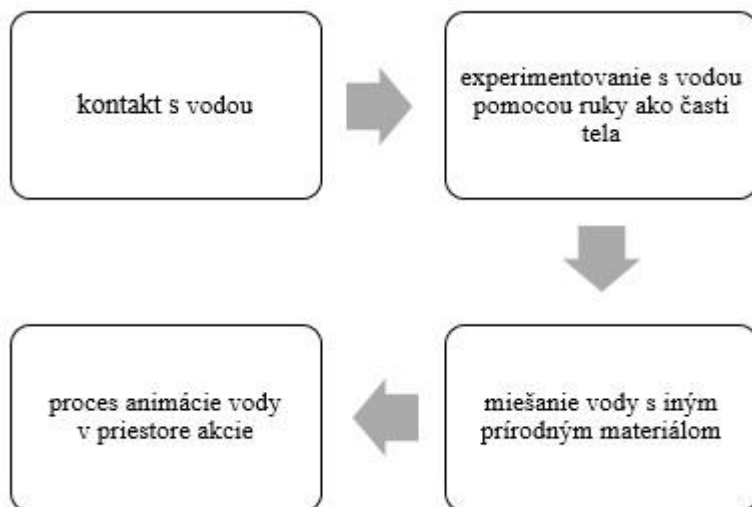 kontakt s vodou
experimentovanie s vodou
pomocou ruky ako časti
tela
miešanie vody s iným
prírodným materiálom
proces animácie vody
v priestore akcie